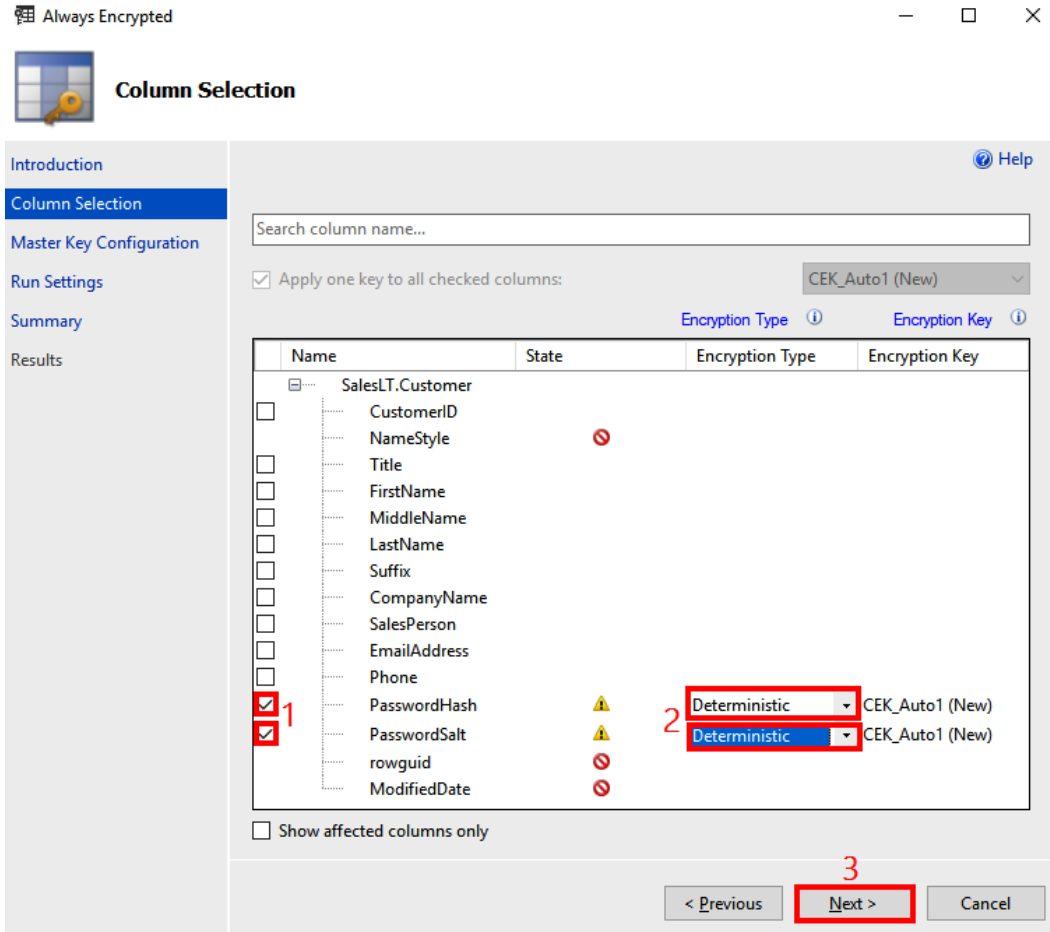 Always Encrypted
Column Selection
Introduction
Column Selection
Master Key Configuration
Run Settings
Summary
Results
Help
Search column name...
Apply one key to all checked columns: CEK_Auto1 (New)
Encryption Type Encryption Key
Name State Encryption Type Encryption Key
SalesLT.Customer
CustomerID
NameStyle
Title
FirstName
MiddleName
LastName
Suffix
CompanyName
SalesPerson
EmailAddress
Phone
1 PasswordHash 2 Deterministic CEK_Auto1 (New)
PasswordSalt Deterministic CEK_Auto1 (New)
rowguid
ModifiedDate
Show affected columns only
3
< Previous Next > Cancel